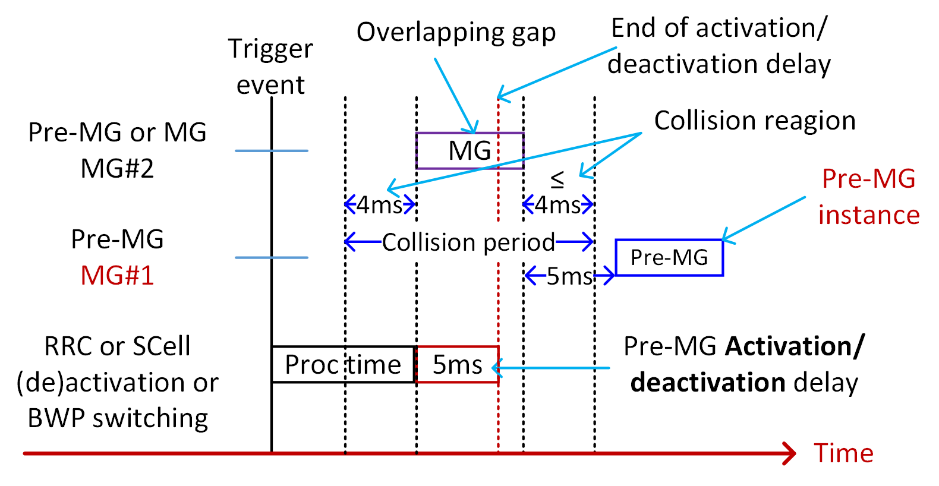 Overlapping gap
End of activation/
deactivation delay
Trigger
event
Collision reagion
Pre-MG or MG
MG#2
MG
≤
4ms
4ms
Pre-MG
instance
Pre-MG
MG#1
Collision period
Pre-MG
5ms
RRC or SCell
(de)activation or
BWP switching
Proc time
5ms
Pre-MG Activation/
deactivation delay
Time